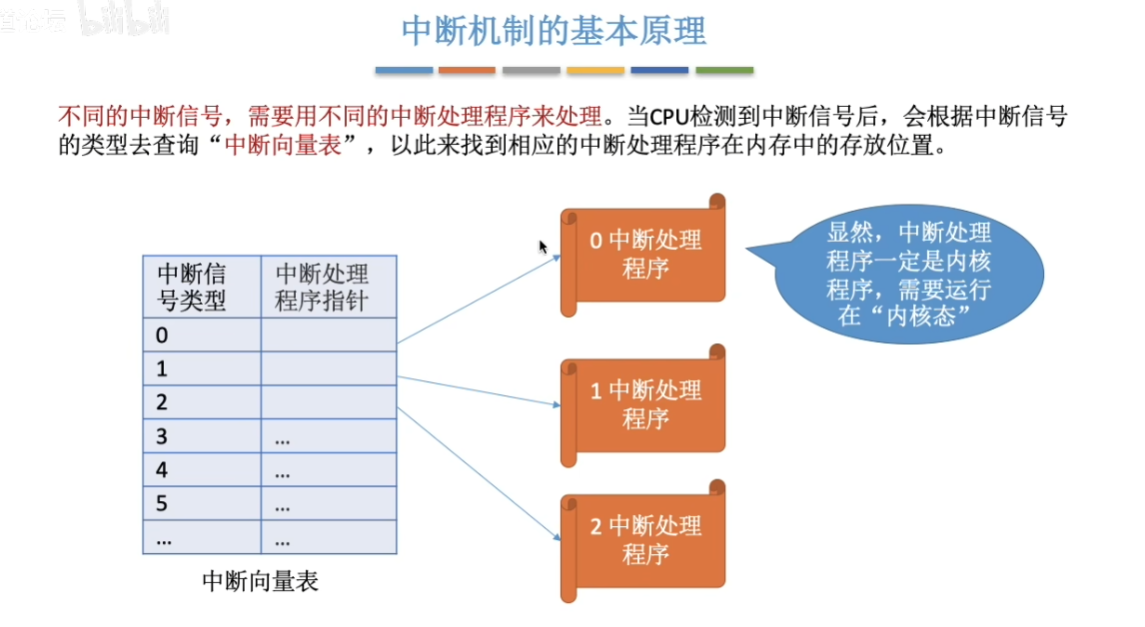 bilibili
中断机制的基本原理
不同的中断信号，需要用不同的中断处理程序来处理。当CPU检测到中断信号后，会根据中断信号
的类型去查询“中断向量表”，以此来找到相应的中断处理程序在内存中的存放位置。
中断信
号类型
中断处理
程序指针
0
1
2
3 ...
4 ...
5 ...
... ...
中断向量表
0 中断处理
程序
1 中断处理
程序
2 中断处理
程序
显然，中断处理
程序一定是内核
程序，需要运行
在“内核态”